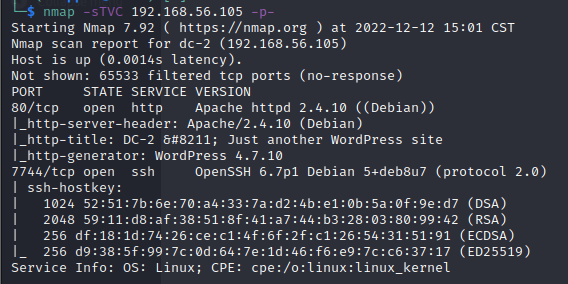 └─$ nmap -sTVC 192.168.56.105 -p-
Starting Nmap 7.92 ( https://nmap.org ) at 2022-12-12 15:01 CST
Nmap scan report for dc-2 (192.168.56.105)
Host is up (0.0014s latency).
Not shown: 65533 filtered tcp ports (no-response)
PORT     STATE SERVICE VERSION
80/tcp   open  http    Apache httpd 2.4.10 ((Debian))
|_http-server-header: Apache/2.4.10 (Debian)
|_http-title: DC-2 &#8211; Just another WordPress site
|_http-generator: WordPress 4.7.10
7744/tcp open  ssh     OpenSSH 6.7p1 Debian 5+deb8u7 (protocol 2.0)
| ssh-hostkey:
|   1024 52:51:7b:6e:70:a4:33:7a:d2:4b:e1:0b:5a:0f:9e:d7 (DSA)
|   2048 59:11:d8:af:38:51:8f:41:a7:44:b3:28:03:80:99:42 (RSA)
|   256 df:18:1d:74:26:ce:c1:4f:6f:2f:c1:26:54:31:51:91 (ECDSA)
|_  256 d9:38:5f:99:7c:0d:64:7e:1d:46:f6:e9:7c:c6:37:17 (ED25519)
Service Info: OS: Linux; CPE: cpe:/o:linux:linux_kernel